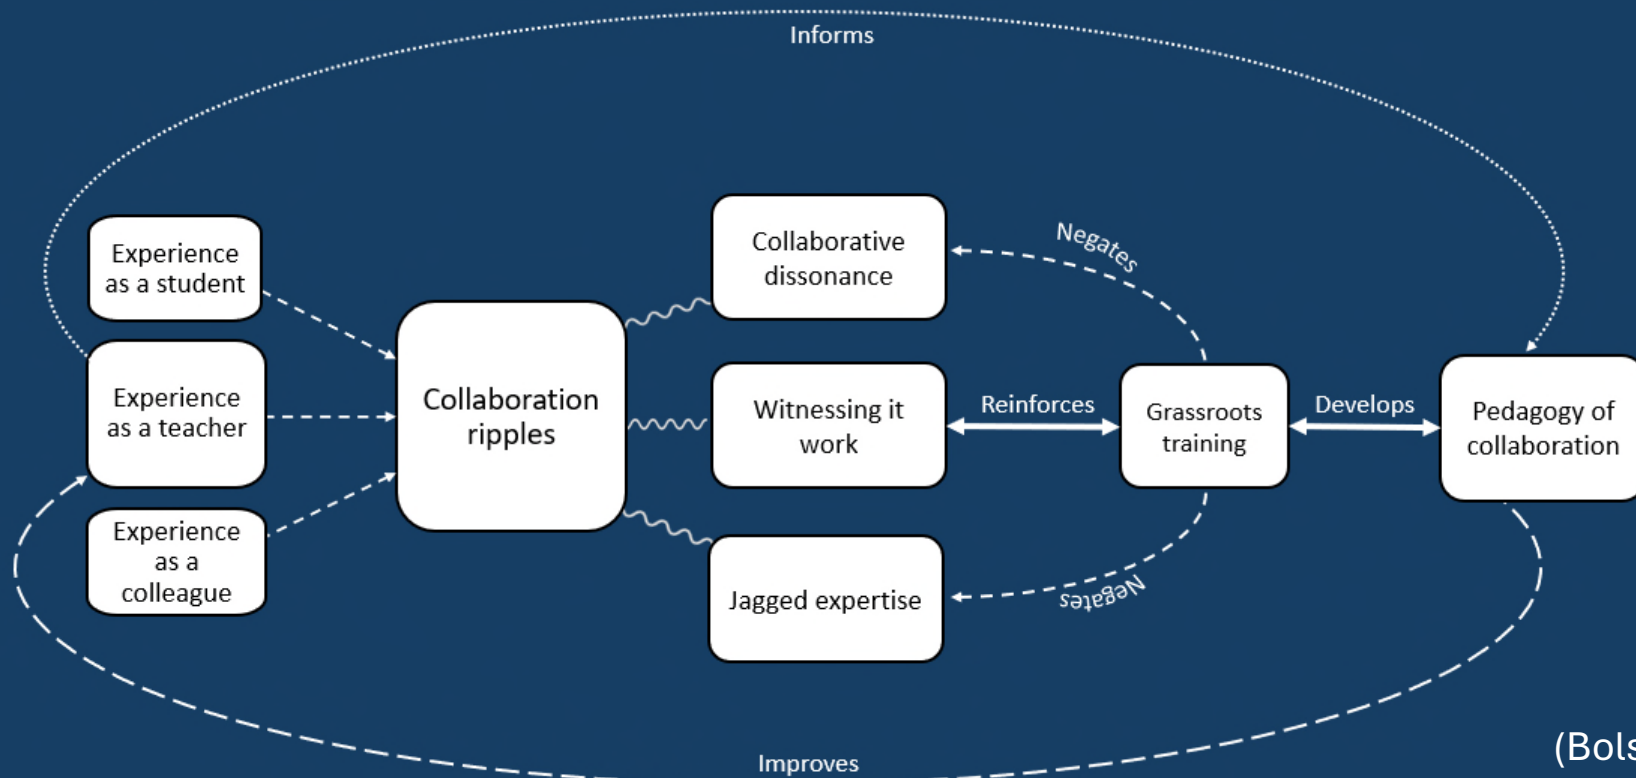 Informs
Experience
as a student
Experience
as a teacher
Experience
as a
colleague
Collaboration
ripples
Collaborative
dissonance
Witnessing it
work
Jagged expertise
Negates
Reinforces
Negates
Grassroots
training
Develops
Pedagogy of
collaboration
Improves
(Bols